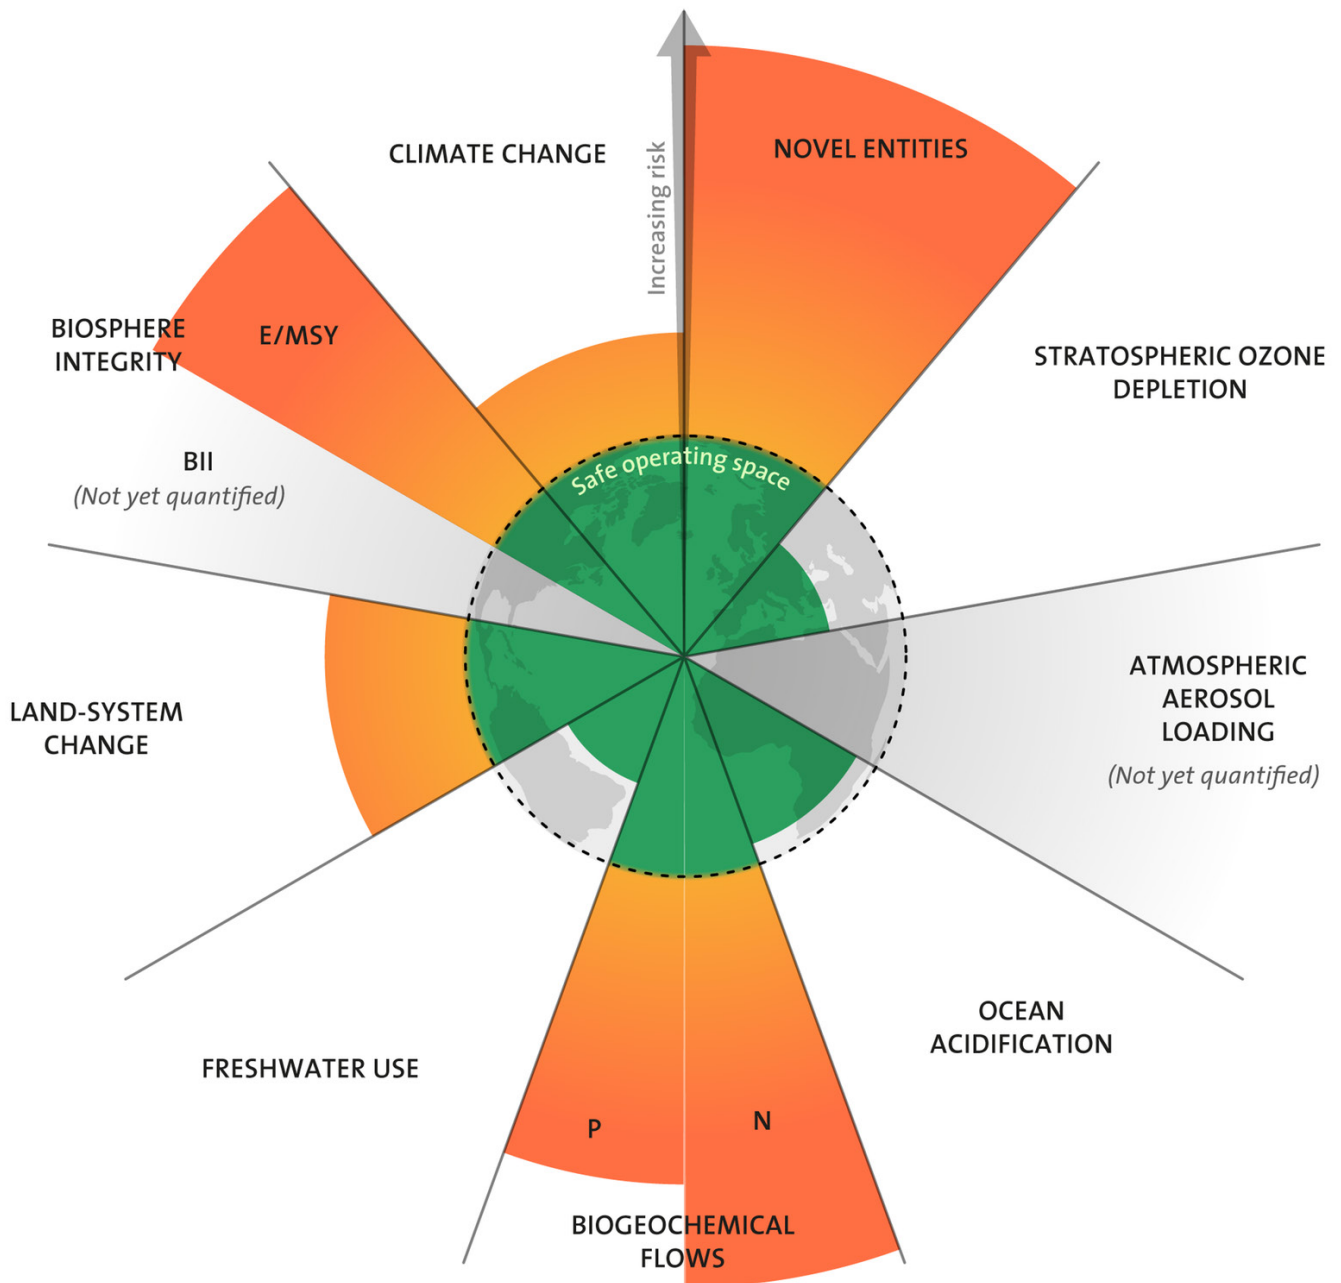 CLIMATE CHANGE
Increasing risk
NOVEL ENTITIES
BIOSPHERE
INTEGRITY
E/MSY
STRATOSPHERIC OZONE
DEPLETION
BII
(Not yet quantified)
Safe operating space
LAND-SYSTEM
CHANGE
ATMOSPHERIC
AEROSOL
LOADING
(Not yet quantified)
FRESHWATER USE
OCEAN
ACIDIFICATION
P
N
BIOGEOCHEMICAL
FLOWS